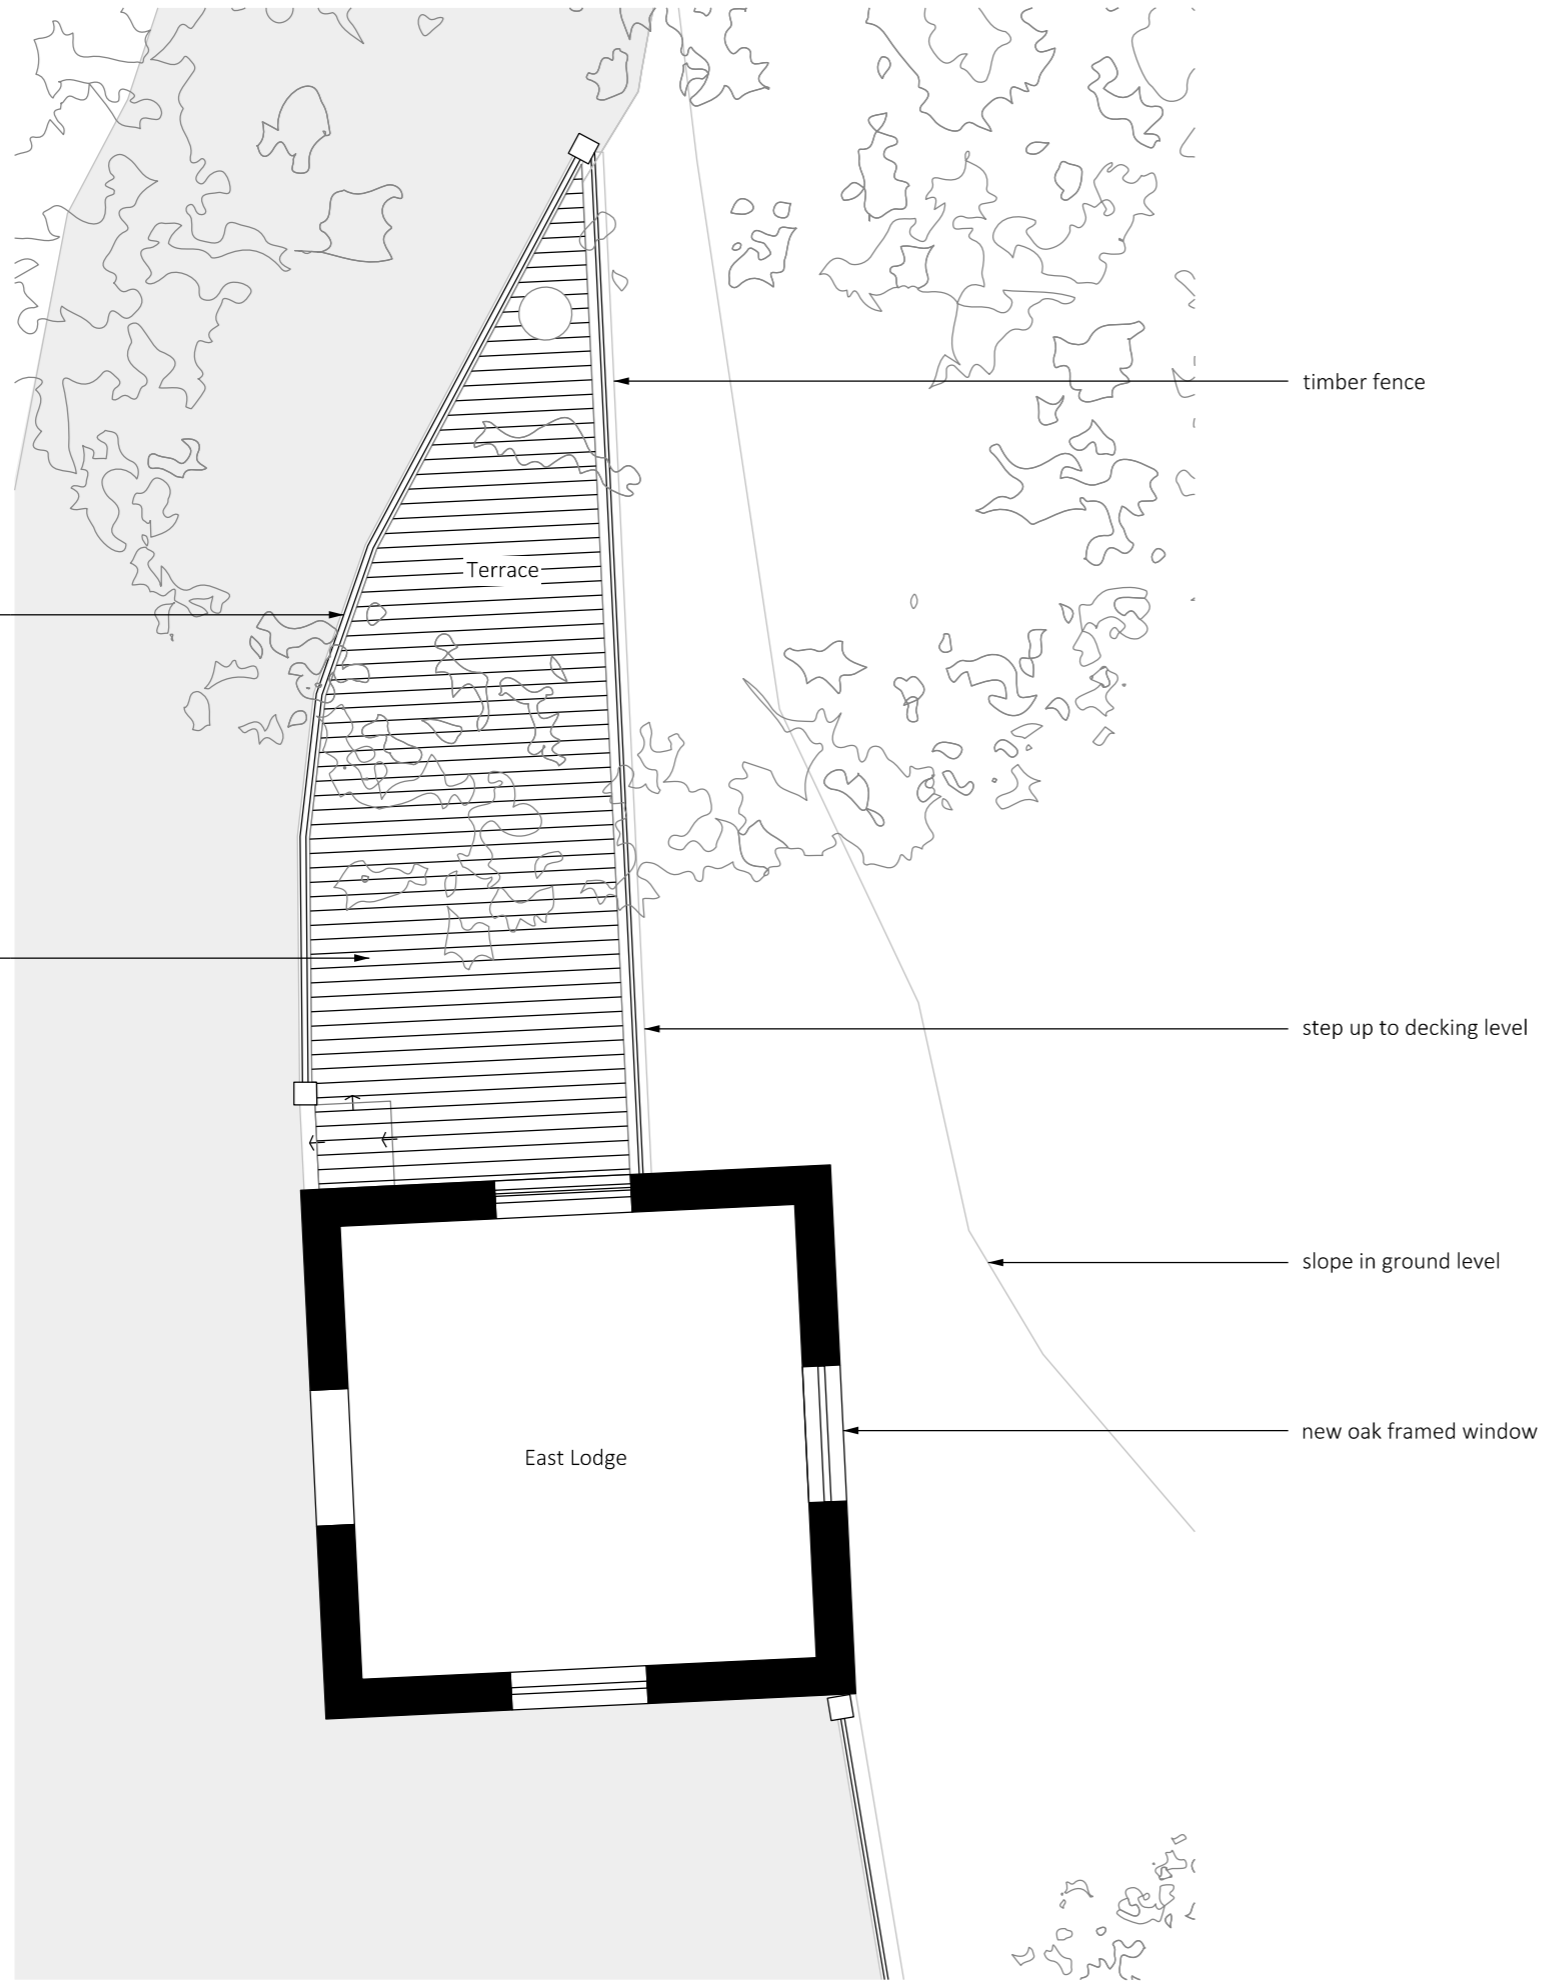 timber fence
Terrace
step up to decking level
slope in ground level
new oak framed window
East Lodge